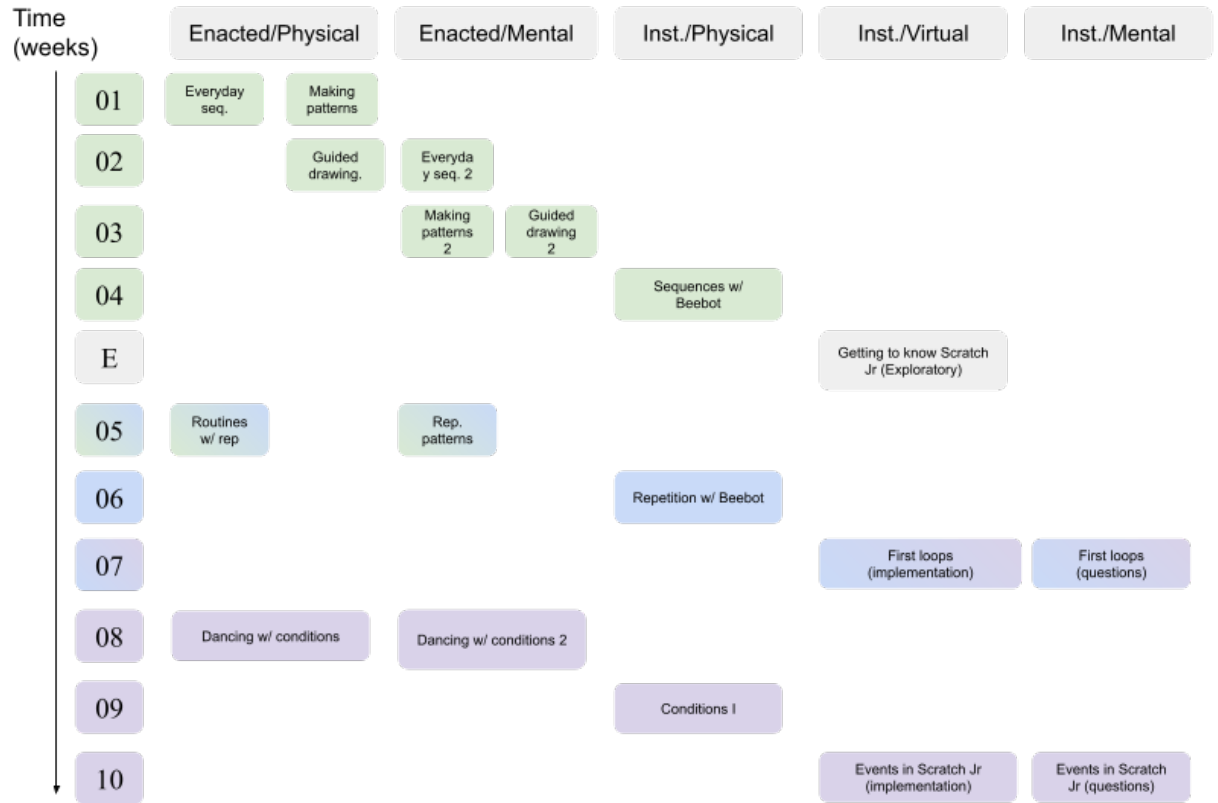 Time
(weeks)
Enacted/Physical
Enacted/Mental
Inst./Physical
Inst./Virtual
Inst./Mental
01
Everyday
seq.
Making
patterns
02
Guided
drawing.
Everyda
y seq. 2
03
Making
patterns
2
Guided
drawing
2
04
Sequences w/
Beebot
E
Getting to know Scratch
Jr (Exploratory)
05
Routines
w/ rep
Rep.
patterns
06
Repetition w/ Beebot
07
First loops
(implementation)
First loops
(questions)
08
Dancing w/ conditions
Dancing w/ conditions 2
09
Conditions I
10
Events in Scratch Jr
(implementation)
Events in Scratch
Jr (questions)